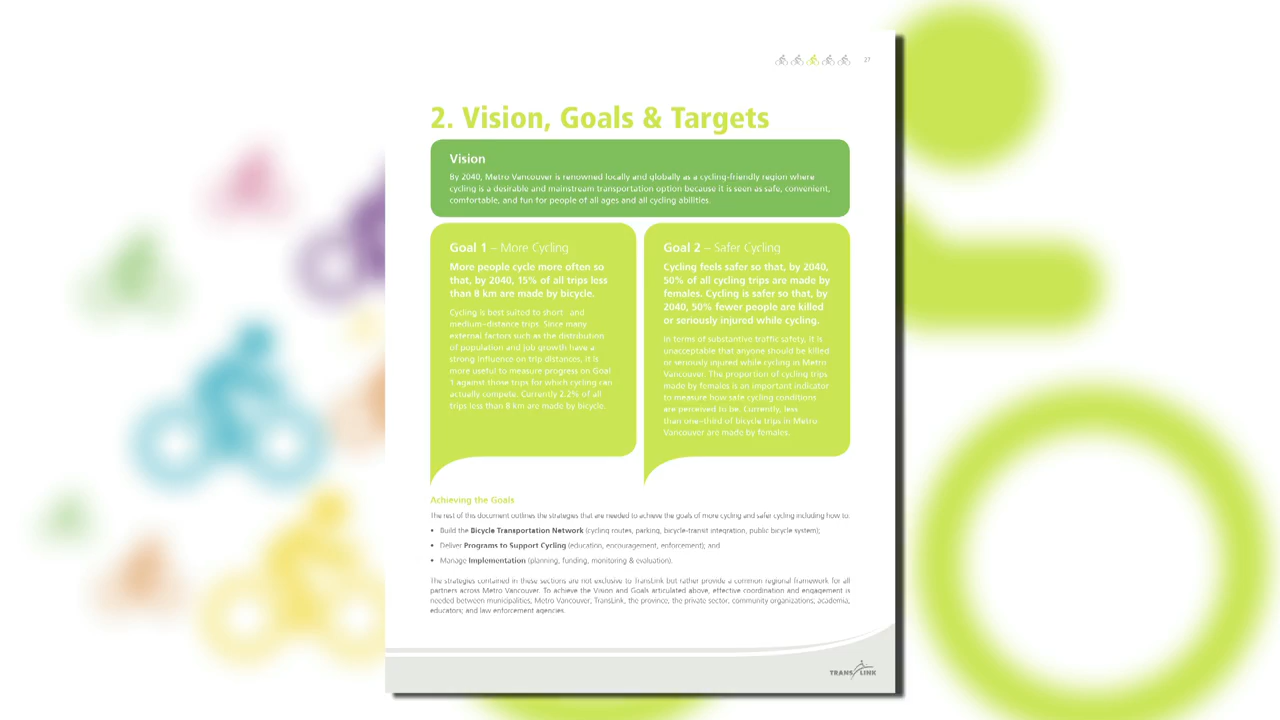 27
2. Vision, Goals & Targets
Vision
By 2040, Metro Vancouver is renowned locally and globally as a cycling-friendly region where
cycling is a desirable and mainstream transportation option because it is seen as safe, convenient,
comfortable, and fun for people of all ages and all cycling abilities.
Goal 1 – More Cycling
More people cycle more often so
that, by 2040, 15% of all trips less
than 8 km are made by bicycle.
Cycling is best suited to short- and
medium-distance trips. Since many
external factors such as the distribution
of population and job growth have a
strong influence on trip distances, it is
more useful to measure progress on Goal
1 against those trips for which cycling can
actually compete. Currently 2.2% of all
trips less than 8 km are made by bicycle.
Goal 2 – Safer Cycling
Cycling feels safer so that, by 2040,
50% of all cycling trips are made by
females. Cycling is safer so that, by
2040, 50% fewer people are killed
or seriously injured while cycling.
In terms of substantive traffic safety, it is
unacceptable that anyone should be killed
or seriously injured while cycling in Metro
Vancouver. The proportion of cycling trips
made by females is an important indicator
to measure how safe cycling conditions
are perceived to be. Currently, less
than one-third of bicycle trips in Metro
Vancouver are made by females.
Achieving the Goals
The rest of this document outlines the strategies that are needed to achieve the goals of more cycling and safer cycling including how to:
• Build the Bicycle Transportation Network (cycling routes, parking, bicycle-transit integration, public bicycle system);
• Deliver Programs to Support Cycling (education, encouragement, enforcement); and
• Manage Implementation (planning, funding, monitoring & evaluation).
The strategies contained in these sections are not exclusive to TransLink but rather provide a common regional framework for all
partners across Metro Vancouver. To achieve the Vision and Goals articulated above, effective coordination and engagement is
needed between municipalities, Metro Vancouver, TransLink, the province, the private sector, community organizations, academia,
educators; and law enforcement agencies.
TRANS LINK